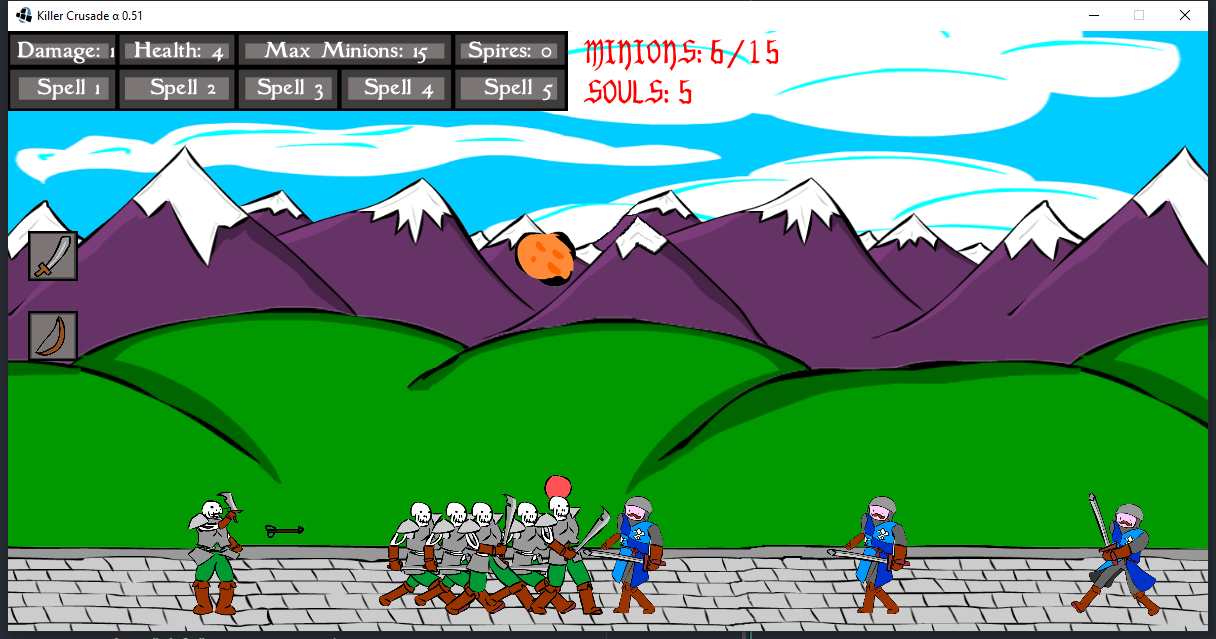 Killer Crusade α 0.51
Damage: 1 Health: 4 Max Minions: 15 Spires: 0
Spell 1 Spell 2 Spell 3 Spell 4 Spell 5
MINIONS: 6/15
SOULS: 5